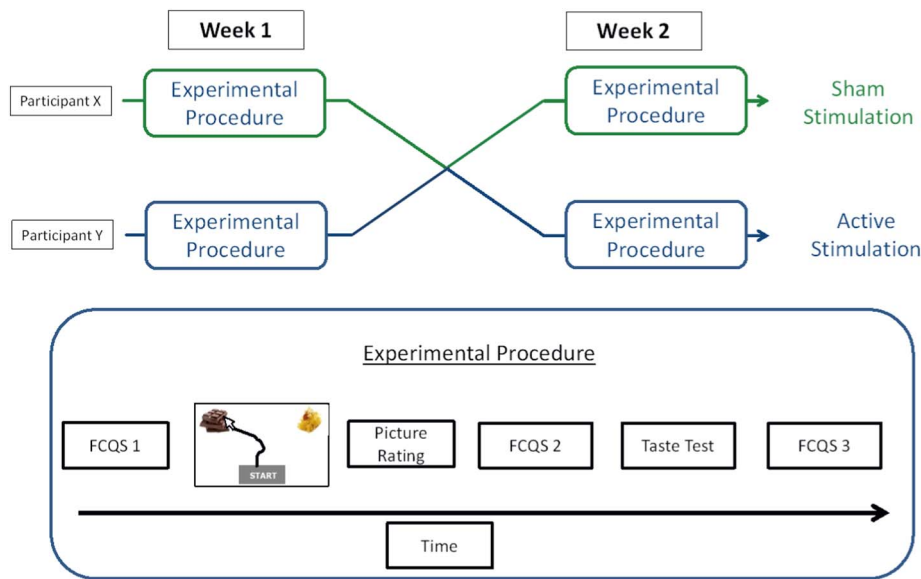 Week 1
Week 2
Participant X
Experimental
Procedure
Experimental
Procedure
Sham
Stimulation
Participant Y
Experimental
Procedure
Experimental
Procedure
Active
Stimulation
Experimental Procedure
FCQS 1
START
Picture
Rating
FCQS 2
Taste Test
FCQS 3
Time